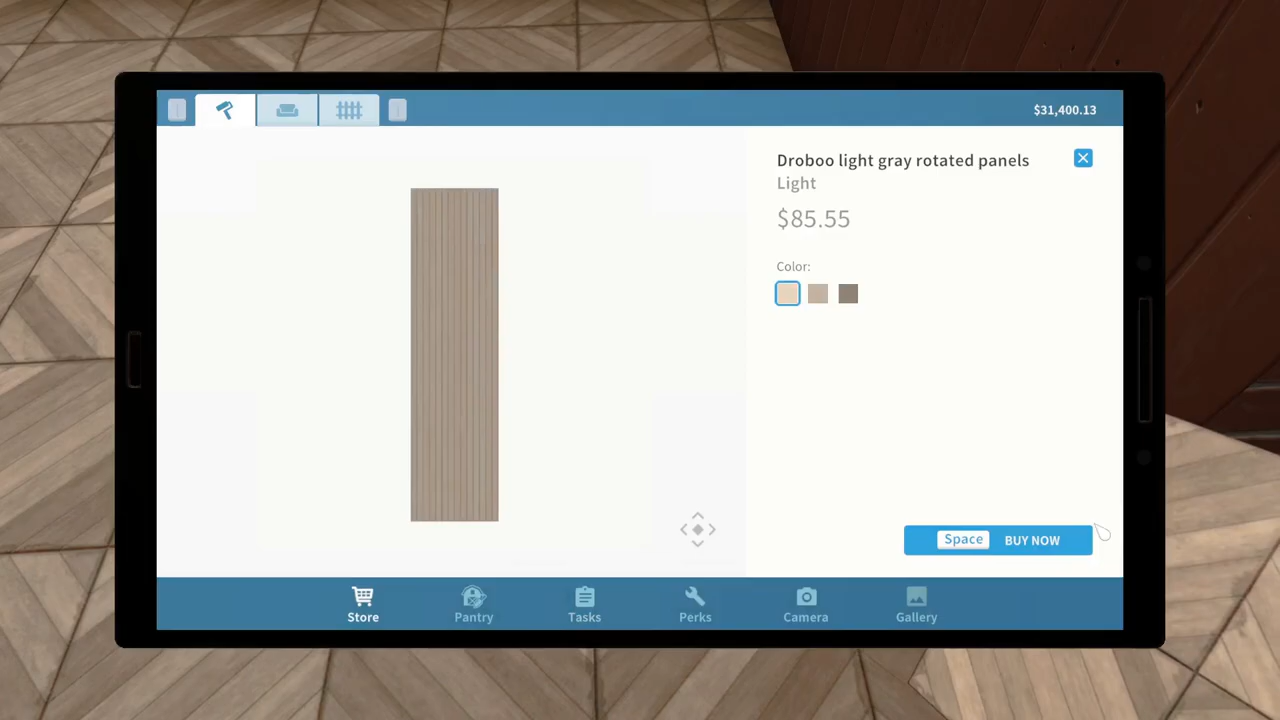 $31,400.13
Droboo light gray rotated panels
Light
$85.55
Color:
Space BUY NOW
Store Pantry Tasks Perks Camera Gallery